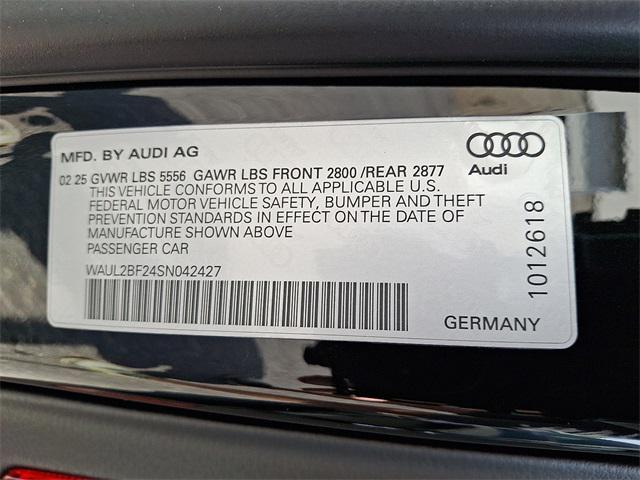 MFD. BY AUDI AG
Audi
02 25 GVWR LBS 5556 GAWR LBS FRONT 2800 /REAR 2877
THIS VEHICLE CONFORMS TO ALL APPLICABLE U.S.
FEDERAL MOTOR VEHICLE SAFETY, BUMPER AND THEFT
PREVENTION STANDARDS IN EFFECT ON THE DATE OF
MANUFACTURE SHOWN ABOVE
PASSENGER CAR
WAUL2BF24SN042427
1012618
GERMANY